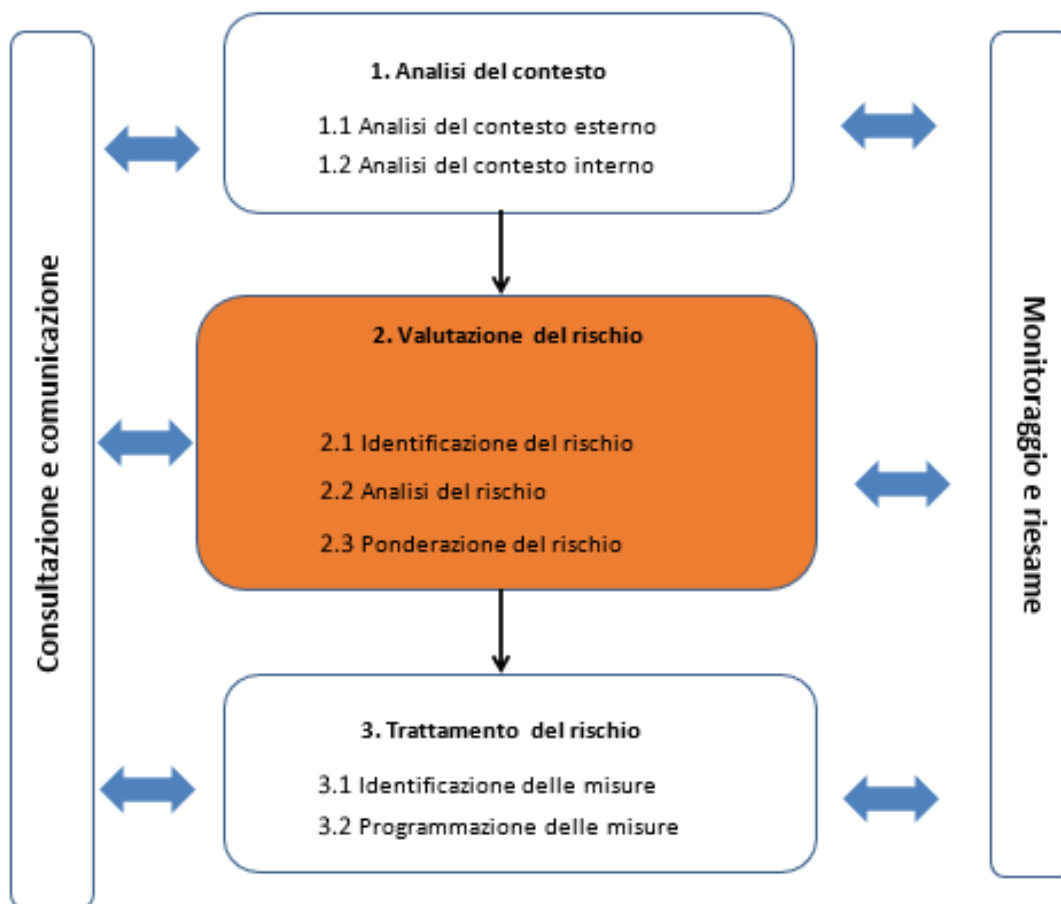 Consultazione e comunicazione
1. Analisi del contesto
1.1 Analisi del contesto esterno
1.2 Analisi del contesto interno
2. Valutazione del rischio
2.1 Identificazione del rischio
2.2 Analisi del rischio
2.3 Ponderazione del rischio
3. Trattamento del rischio
3.1 Identificazione delle misure
3.2 Programmazione delle misure
Monitoraggio e riesame